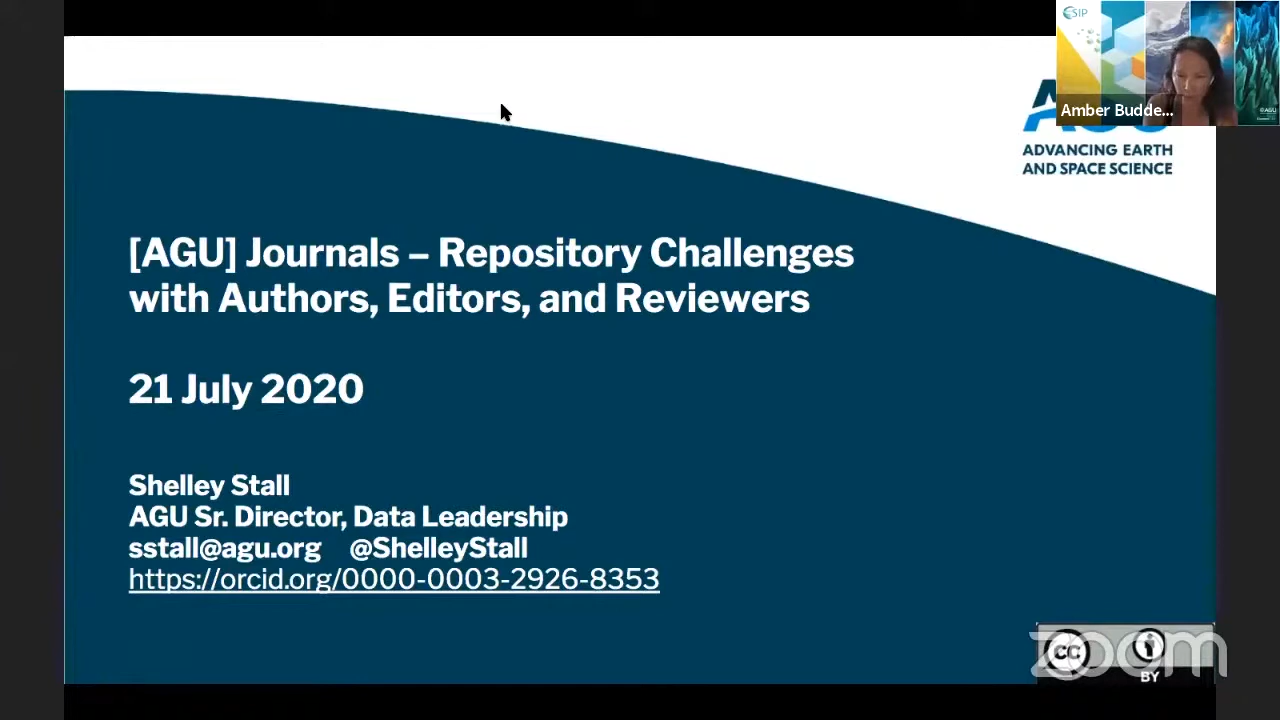 ESIP
Amber Budde...
ADVANCING EARTH
AND SPACE SCIENCE
[AGU] Journals – Repository Challenges
with Authors, Editors, and Reviewers
21 July 2020
Shelley Stall
AGU Sr. Director, Data Leadership
sstall@agu.org @ShelleyStall
https://orcid.org/0000-0003-2926-8353
cc
zoom
BY